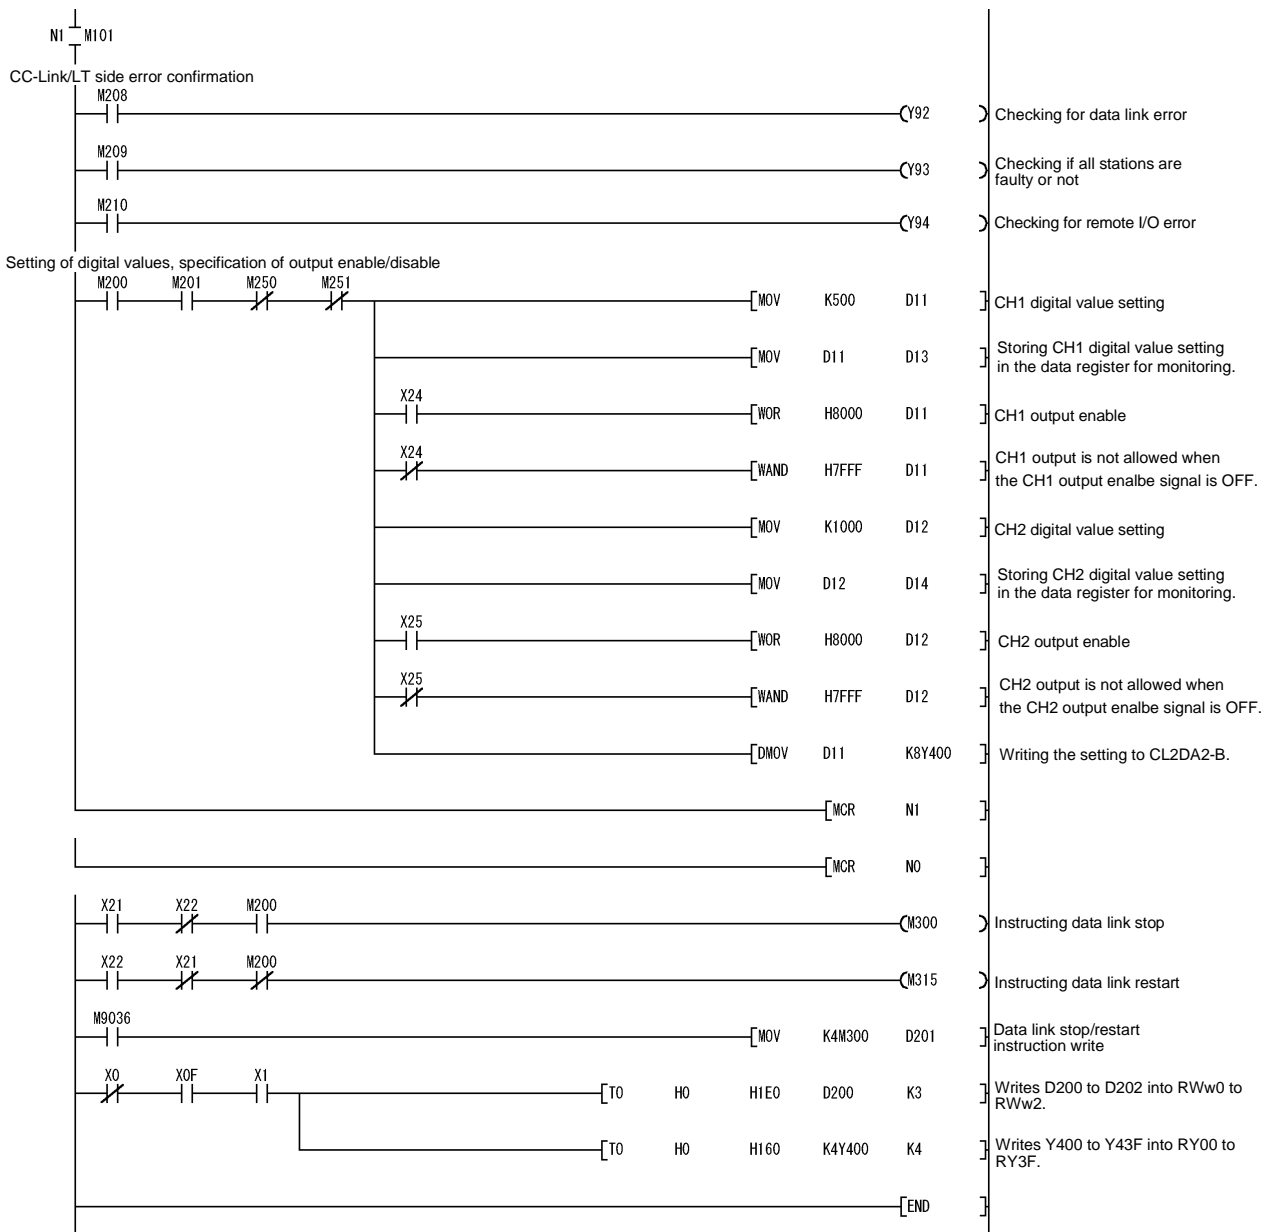 N1 M101
CC-Link/LT side error confirmation
M208
Y92 Checking for data link error
M209
Y93 Checking if all stations are
faulty or not
M210
Y94 Checking for remote I/O error
Setting of digital values, specification of output enable/disable
M200 M201 M250 M251
MOV K500 D11 CH1 digital value setting
MOV D11 D13 Storing CH1 digital value setting
in the data register for monitoring.
X24
WOR H8000 D11 CH1 output enable
X24
WAND H7FFF D11 CH1 output is not allowed when
the CH1 output enalbe signal is OFF.
MOV K1000 D12 CH2 digital value setting
MOV D12 D14 Storing CH2 digital value setting
in the data register for monitoring.
X25
WOR H8000 D12 CH2 output enable
X25
WAND H7FFF D12 CH2 output is not allowed when
the CH2 output enalbe signal is OFF.
DMOV D11 K8Y400 Writing the setting to CL2DA2-B.
MCR N1
MCR N0
X21 X22 M200
M300 Instructing data link stop
X22 X21 M200
M315 Instructing data link restart
M9036
MOV K4M300 D201 Data link stop/restart
instruction write
X0 X0F X1
TO H0 H1E0 D200 K3 Writes D200 to D202 into RWw0 to
RWw2.
TO H0 H160 K4Y400 K4 Writes Y400 to Y43F into RY00 to
RY3F.
END